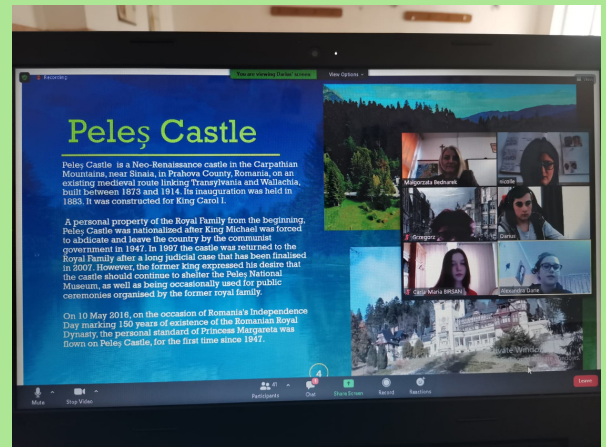 Recording
You are viewing Darius' screen
View Options
View
Peleș Castle
Peleș Castle is a Neo-Renaissance castle in the Carpathian
Mountains, near Sinaia, in Prahova County, Romania, on an
existing medieval route linking Transylvania and Wallachia,
built between 1873 and 1914. Its inauguration was held in
1883. It was constructed for King Carol I.
A personal property of the Royal Family from the beginning,
Peleș Castle was nationalized after King Michael was forced
to abdicate and leave the country by the communist
government in 1947. In 1997 the castle was returned to the
Royal Family after a long judicial case that has been finalised
in 2007. However, the former king expressed his desire that
the castle should continue to shelter the Peleș National
Museum, as well as being occasionally used for public
ceremonies organised by the former royal family.
On 10 May 2016, on the occasion of Romania's Independence
Day marking 150 years of existence of the Romanian Royal
Dynasty, the personal standard of Princess Margareta was
flown on Peleș Castle, for the first time since 1947.
Małgorzata Bednarek
nicolle
Grzegorz
Darius
Carla Maria BÎRSAN
4
Mute
Stop Video
41
Participants
Chat
Share Screen
Record
Reactions
Leave